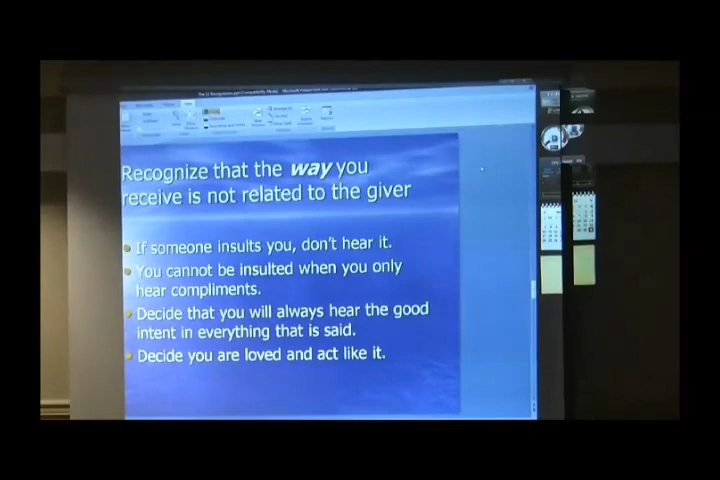 Recognize that the way you
receive is not related to the giver
If someone insults you, don't hear it.
You cannot be insulted when you only
hear compliments.
Decide that you will always hear the good
intent in everything that is said.
Decide you are loved and act like it.